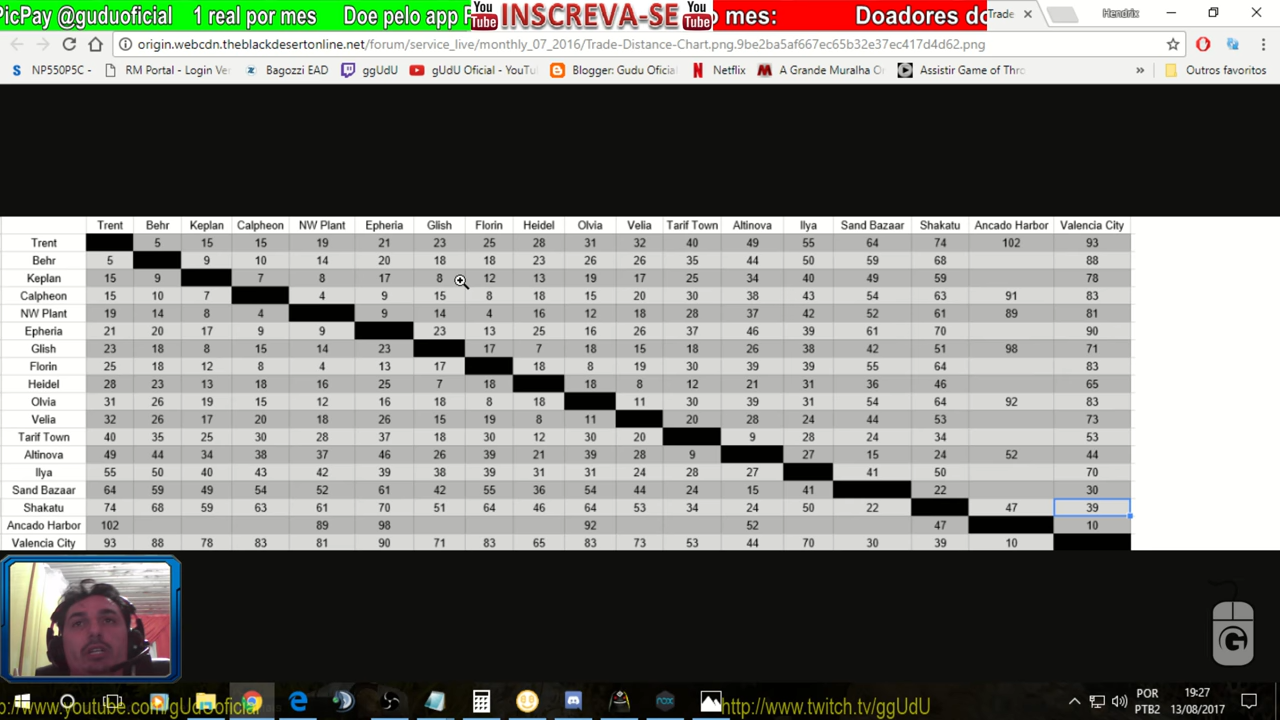 PicPay @guduoficial 1 real por mes Doe pelo app P You Tube INSCREVA-SE You Tube o mes: Doadores do Trade Hendrix
origin.webcdn.theblackdesertonline.net/forum/service_live/monthly_07_2016/Trade-Distance-Chart.png.9be2ba5af667ec65b32e37ec417d4d62.png
NP550P5C - RM Portal - Login Ve Bagozzi EAD ggUdU gUdU Oficial - YouTu Blogger: Gudu Oficia Netflix A Grande Muralha O Assistir Game of Thro » Outros favoritos
Trent Behr Keplan Calpheon NW Plant Epheria Glish Florin Heidel Olvia Velia Tarif Town Altinova Ilya Sand Bazaar Shakatu Ancado Harbor Valencia City
Trent 5 15 15 19 21 23 25 28 31 32 40 49 55 64 74 102 93
Behr 5 9 10 14 20 18 18 23 26 26 35 44 50 59 68 88
Keplan 15 9 7 8 17 8 12 13 19 17 25 34 40 49 59 78
Calpheon 15 10 7 4 9 15 8 18 15 20 30 38 43 54 63 91 83
NW Plant 19 14 8 4 9 14 4 16 12 18 28 37 42 52 61 89 81
Epheria 21 20 17 9 9 23 13 25 16 26 37 46 39 61 70 90
Glish 23 18 8 15 14 23 17 7 18 15 18 26 38 42 51 98 71
Florin 25 18 12 8 4 13 17 18 8 19 30 39 39 55 64 83
Heidel 28 23 13 18 16 25 7 18 18 8 12 21 31 36 46 65
Olvia 31 26 19 15 12 16 18 8 18 11 30 39 31 54 64 92 83
Velia 32 26 17 20 18 26 15 19 8 11 20 28 24 44 53 73
Tarif Town 40 35 25 30 28 37 18 30 12 30 20 9 28 24 34 53
Altinova 49 44 34 38 37 46 26 39 21 39 28 9 27 15 24 52 44
Ilya 55 50 40 43 42 39 38 39 31 31 24 28 27 41 50 70
Sand Bazaar 64 59 49 54 52 61 42 55 36 54 44 24 15 41 22 30
Shakatu 74 68 59 63 61 70 51 64 46 64 53 34 24 50 22 47 39
Ancado Harbor 102 89 98 92 52 47 10
Valencia City 93 88 78 83 81 90 71 83 65 83 73 53 44 70 30 39 10
G
://www.youtube.com/gUdUoficial http://www.twitch.tv/ggUdU
POR
PTB2
19:27
13/08/2017